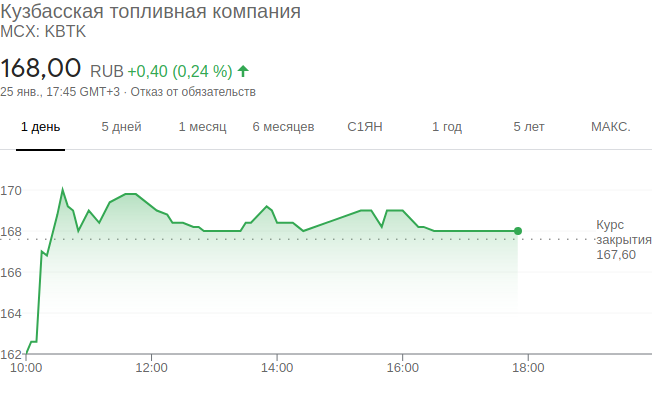 Кузбасская топливная компания
MCX: KBTK
168,00 RUB +0,40 (0,24 %)
25 янв., 17:45 GMT+3 · Отказ от обязательств
1 день 5 дней 1 месяц 6 месяцев С1ЯН 1 год 5 лет МАКС.
170
168
166
164
162
Курс
закрытия
167,60
10:00 12:00 14:00 16:00 18:00